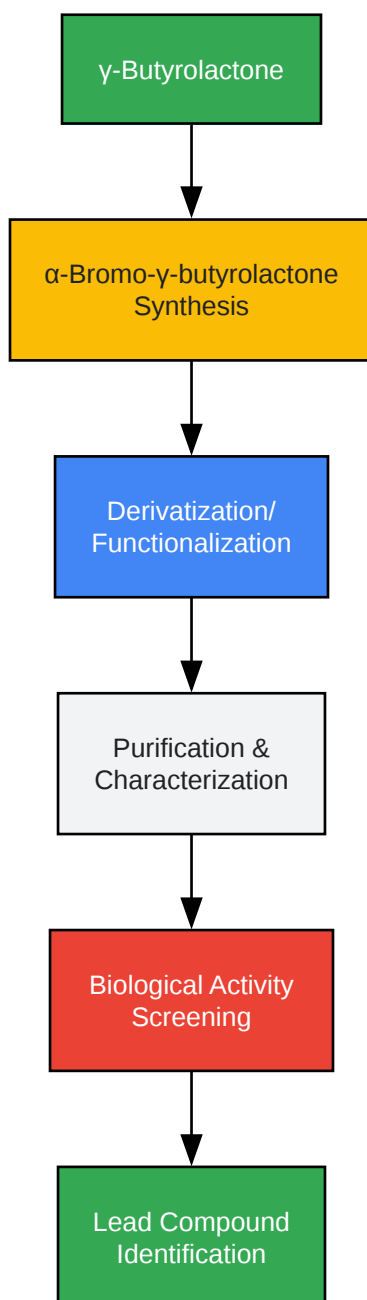 γ-Butyrolactone
α-Bromo-γ-butyrolactone
Synthesis
Derivatization/
Functionalization
Purification &
Characterization
Biological Activity
Screening
Lead Compound
Identification